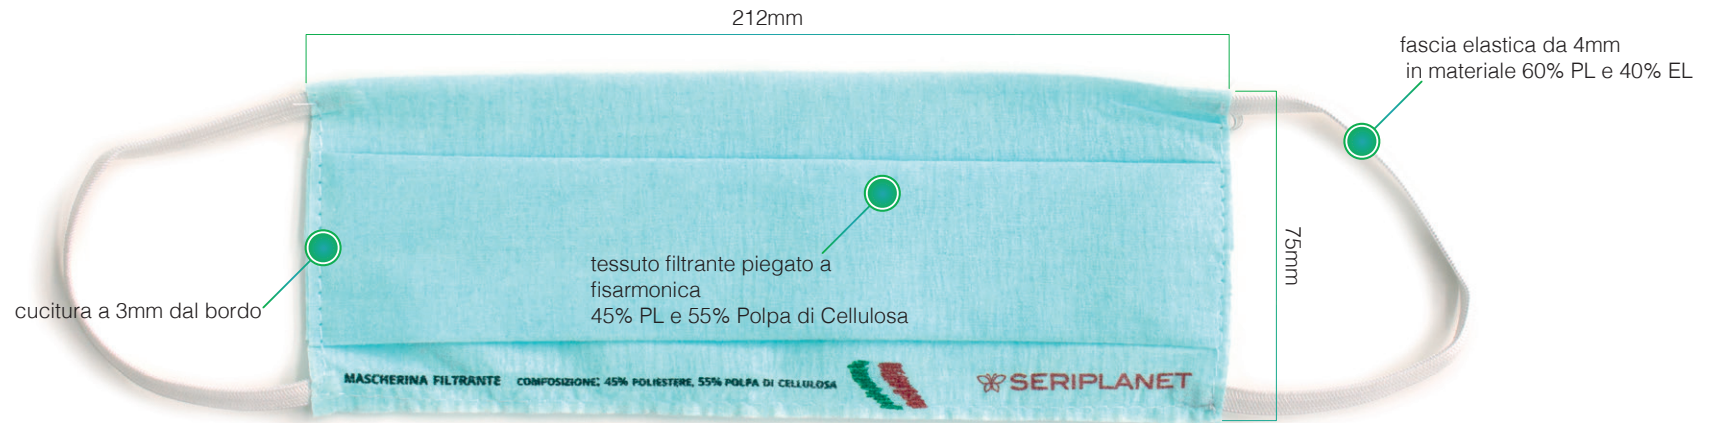 212mm
fascia elastica da 4mm
in materiale 60% PL e 40% EL
75mm
tessuto filtrante piegato a
fisarmonica
45% PL e 55% Polpa di Cellulosa
cucitura a 3mm dal bordo
MASCHERINA FILTRANTE COMPOSIZIONE: 45% POLIESTERE, 55% POLPA DI CELLULOSA
SERIPLANET